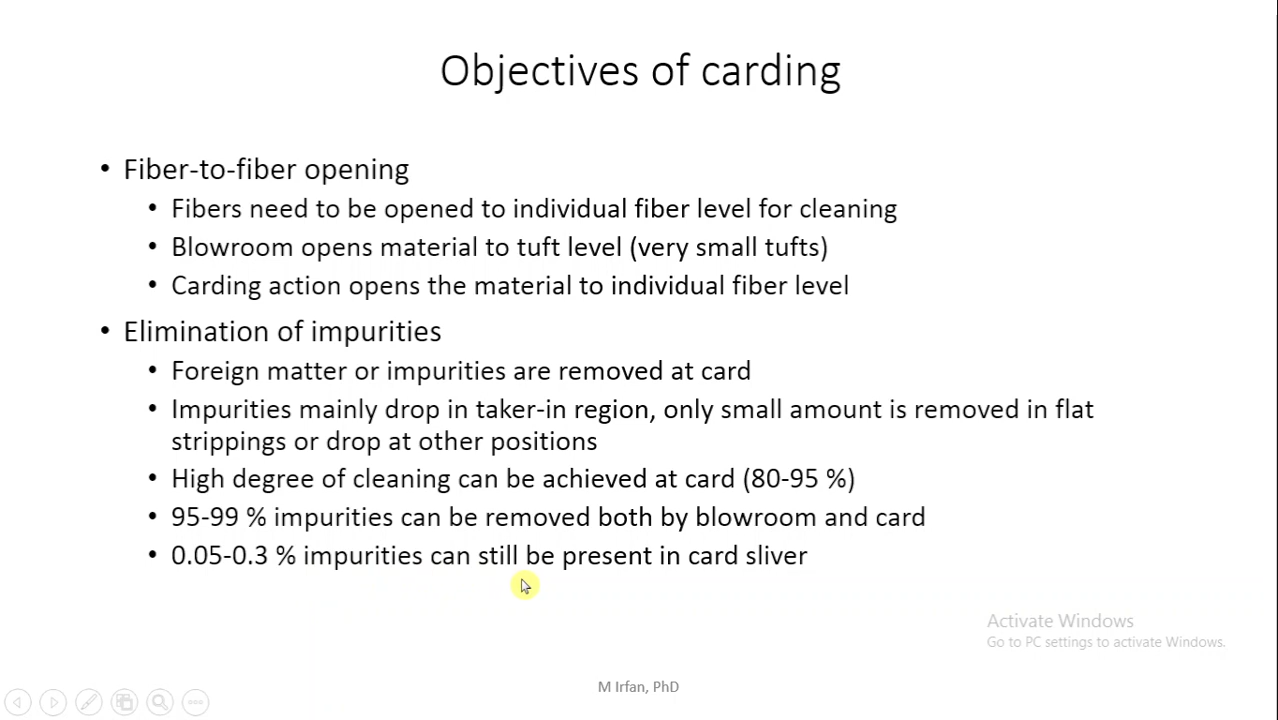 Objectives of carding
• Fiber-to-fiber opening
• Fibers need to be opened to individual fiber level for cleaning
• Blowroom opens material to tuft level (very small tufts)
• Carding action opens the material to individual fiber level
• Elimination of impurities
• Foreign matter or impurities are removed at card
• Impurities mainly drop in taker-in region, only small amount is removed in flat
strippings or drop at other positions
• High degree of cleaning can be achieved at card (80-95 %)
• 95-99 % impurities can be removed both by blowroom and card
• 0.05-0.3 % impurities can still be present in card sliver
Activate Windows
Go to PC settings to activate Windows.
M Irfan, PhD